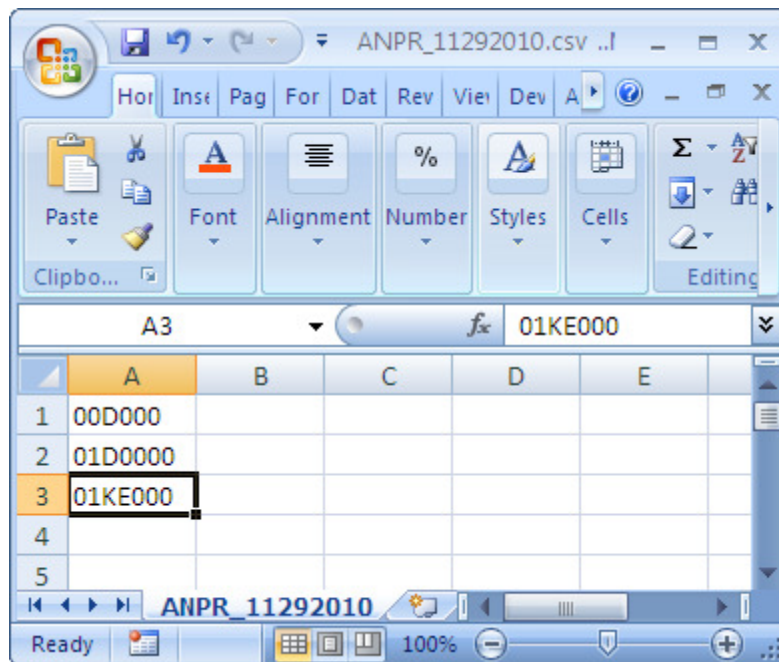 ANPR_11292010.csv ..
Hor Inse Pag For Dat Rev Viev Dev A
Paste Font Alignment % Number Styles Cells Σ A Z
Clipbo... Editing
A3 fx 01KE000
A B C D E
1 00D000
2 01D0000
3 01KE000
4
5
ANPR_11292010
Ready 100%